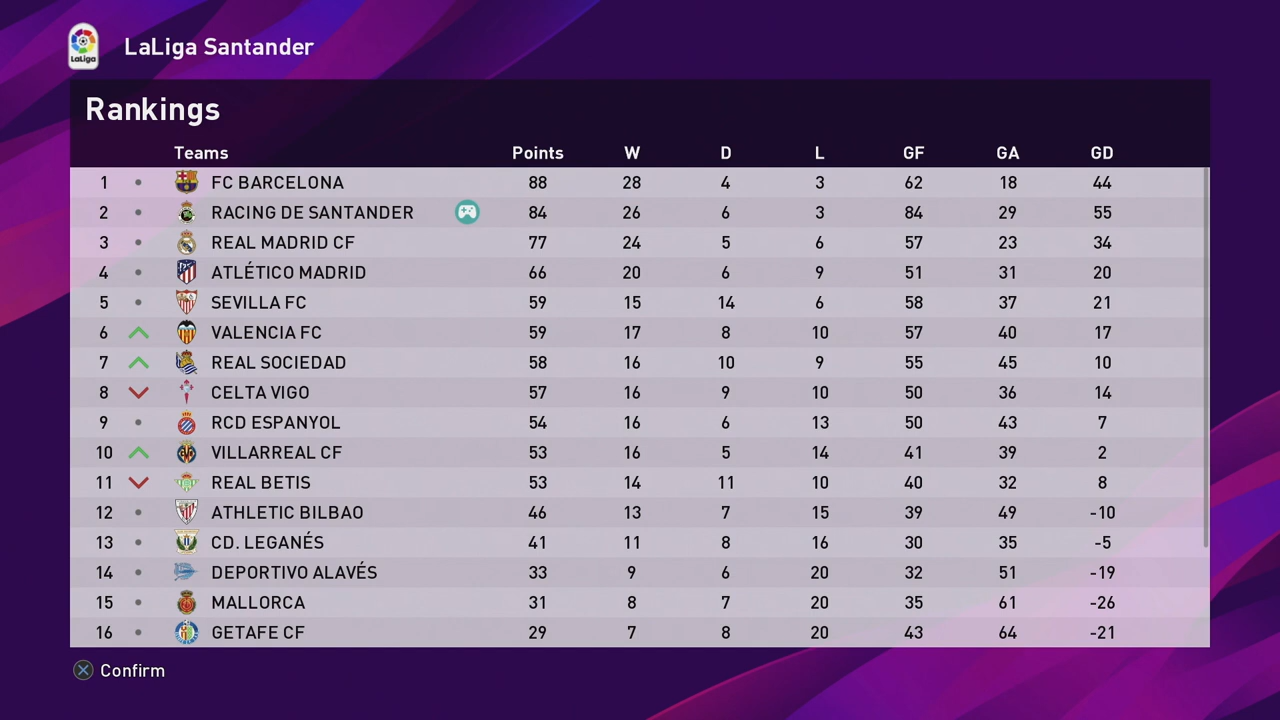 LaLiga
LaLiga Santander
Rankings
Teams Points W D L GF GA GD
1 FC BARCELONA 88 28 4 3 62 18 44
2 RACING DE SANTANDER 84 26 6 3 84 29 55
3 REAL MADRID CF 77 24 5 6 57 23 34
4 ATLÉTICO MADRID 66 20 6 9 51 31 20
5 SEVILLA FC 59 15 14 6 58 37 21
6 VALENCIA FC 59 17 8 10 57 40 17
7 REAL SOCIEDAD 58 16 10 9 55 45 10
8 CELTA VIGO 57 16 9 10 50 36 14
9 RCD ESPANYOL 54 16 6 13 50 43 7
10 VILLARREAL CF 53 16 5 14 41 39 2
11 REAL BETIS 53 14 11 10 40 32 8
12 ATHLETIC BILBAO 46 13 7 15 39 49 -10
13 CD. LEGANÉS 41 11 8 16 30 35 -5
14 DEPORTIVO ALAVÉS 33 9 6 20 32 51 -19
15 MALLORCA 31 8 7 20 35 61 -26
16 GETAFE CF 29 7 8 20 43 64 -21
Confirm